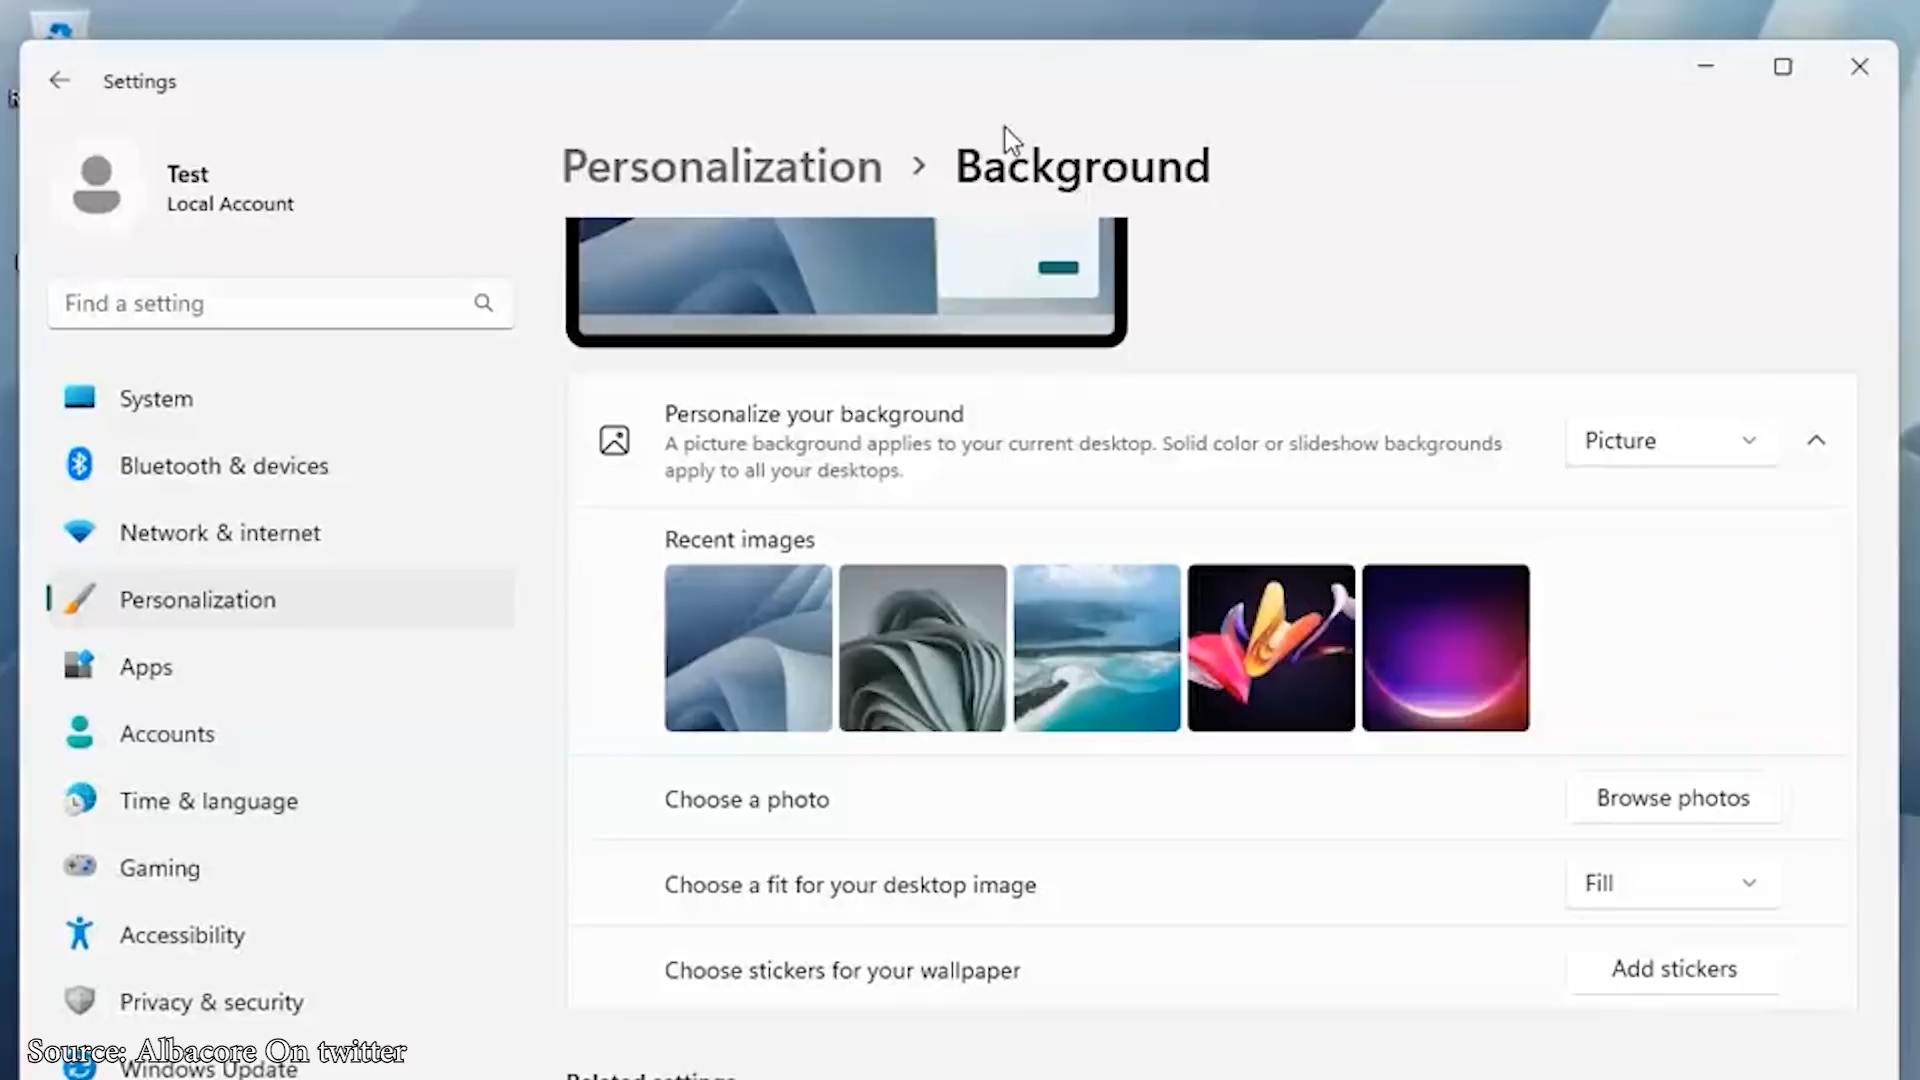 Settings
Test
Local Account
Find a setting
System
Bluetooth & devices
Network & internet
Personalization
Apps
Accounts
Time & language
Gaming
Accessibility
Privacy & security
Windows Update
Source: Albacore On twitter
Personalization > Background
Personalize your background
A picture background applies to your current desktop. Solid color or slideshow backgrounds
apply to all your desktops.
Picture
Recent images
Choose a photo
Browse photos
Choose a fit for your desktop image
Fill
Choose stickers for your wallpaper
Add stickers
Related settings